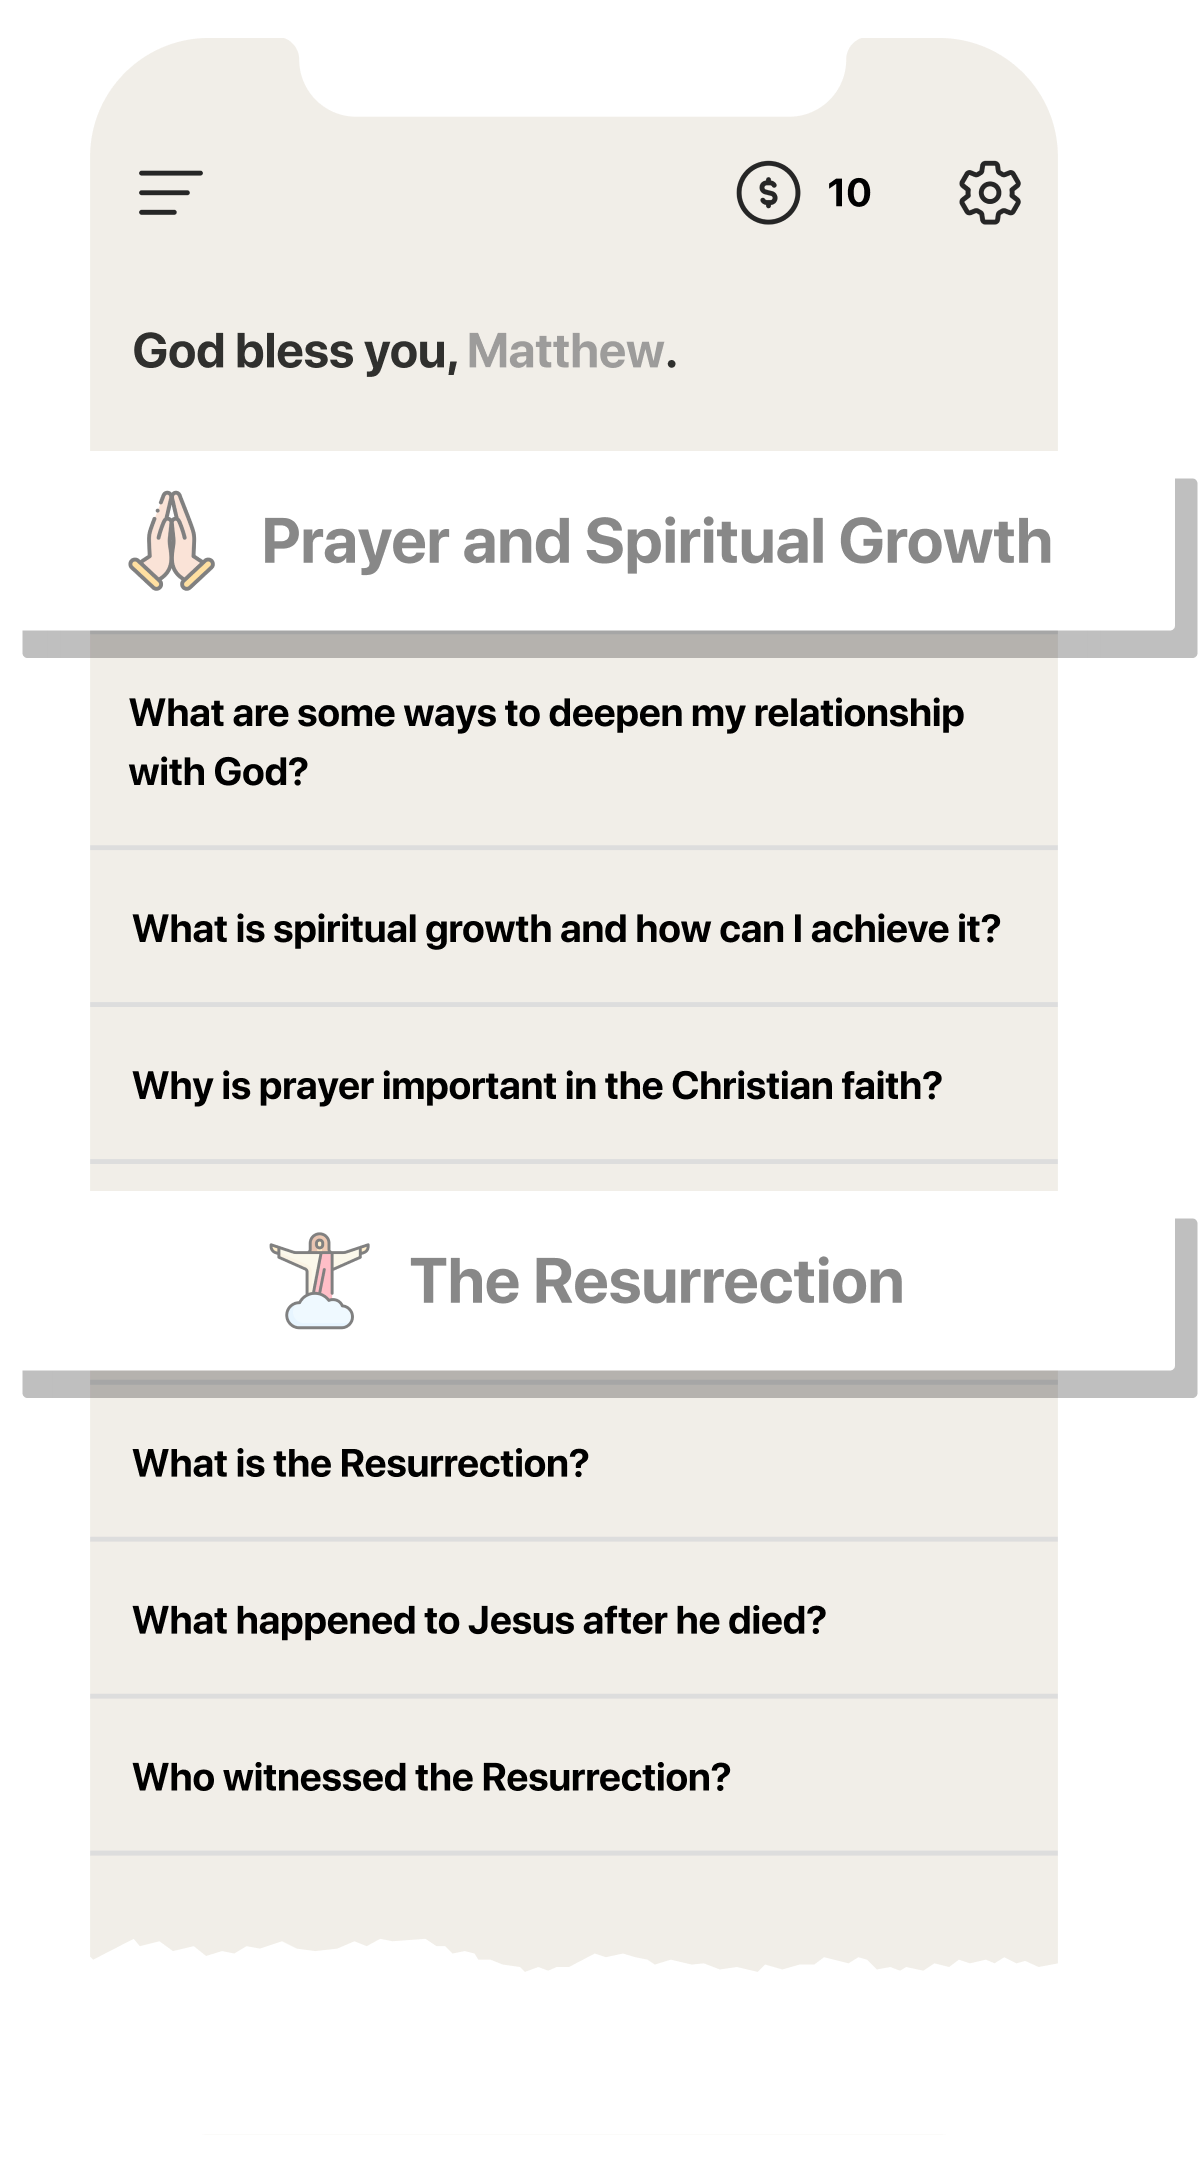 10
God bless you, Matthew.
Prayer and Spiritual Growth
What are some ways to deepen my relationship
with God?
What is spiritual growth and how can I achieve it?
Why is prayer important in the Christian faith?
The Resurrection
What is the Resurrection?
What happened to Jesus after he died?
Who witnessed the Resurrection?